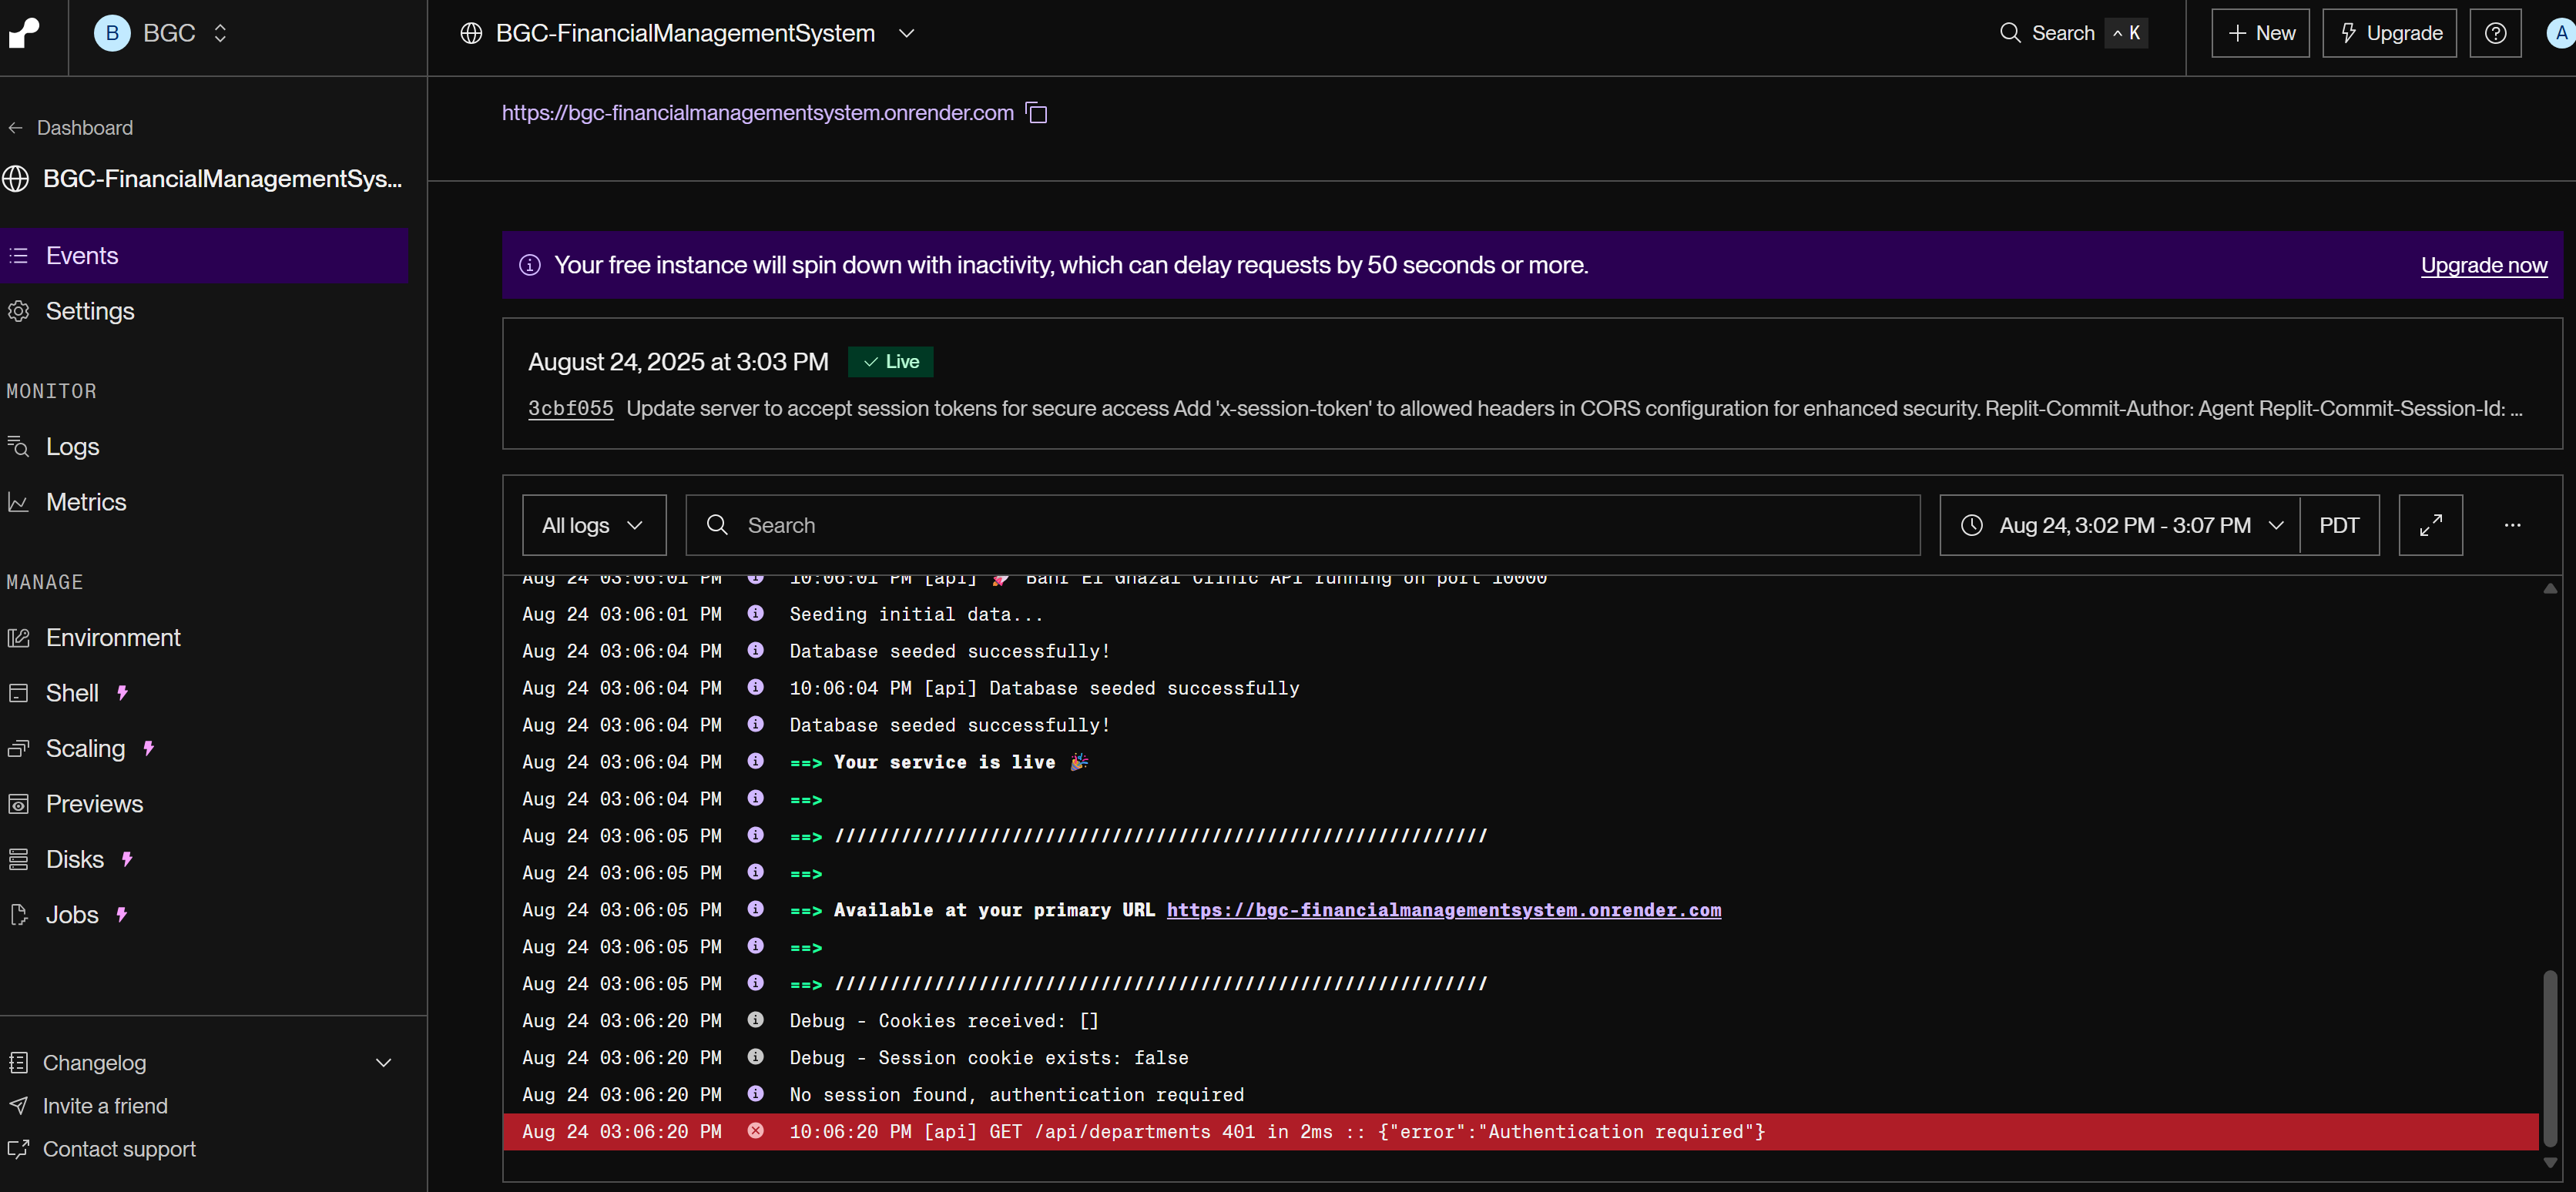 B BGC
BGC-FinancialManagementSystem
Search ^ K
+ New
Upgrade
A
← Dashboard
BGC-FinancialManagementSys...
Events
Settings
MONITOR
Logs
Metrics
MANAGE
Environment
Shell
Scaling
Previews
Disks
Jobs
Changelog
Invite a friend
Contact support
https://bgc-financialmanagementsystem.onrender.com
Your free instance will spin down with inactivity, which can delay requests by 50 seconds or more.
Upgrade now
August 24, 2025 at 3:03 PM ✓ Live
3cbf055 Update server to accept session tokens for secure access Add 'x-session-token' to allowed headers in CORS configuration for enhanced security. Replit-Commit-Author: Agent Replit-Commit-Session-Id: ...
All logs
Search
Aug 24, 3:02 PM - 3:07 PM PDT
Aug 24 03:06:01 PM 10:06:01 PM [api] 🚀 Bahr El Ghazal Clinic API running on port 10000
Aug 24 03:06:01 PM Seeding initial data...
Aug 24 03:06:04 PM Database seeded successfully!
Aug 24 03:06:04 PM 10:06:04 PM [api] Database seeded successfully
Aug 24 03:06:04 PM Database seeded successfully!
Aug 24 03:06:04 PM ==> Your service is live 🎉
Aug 24 03:06:04 PM ==>
Aug 24 03:06:05 PM ==> ///////////////////////////////////////////////////////////
Aug 24 03:06:05 PM ==>
Aug 24 03:06:05 PM ==> Available at your primary URL https://bgc-financialmanagementsystem.onrender.com
Aug 24 03:06:05 PM ==>
Aug 24 03:06:05 PM ==> ///////////////////////////////////////////////////////////
Aug 24 03:06:20 PM Debug - Cookies received: []
Aug 24 03:06:20 PM Debug - Session cookie exists: false
Aug 24 03:06:20 PM No session found, authentication required
Aug 24 03:06:20 PM 10:06:20 PM [api] GET /api/departments 401 in 2ms :: {"error":"Authentication required"}